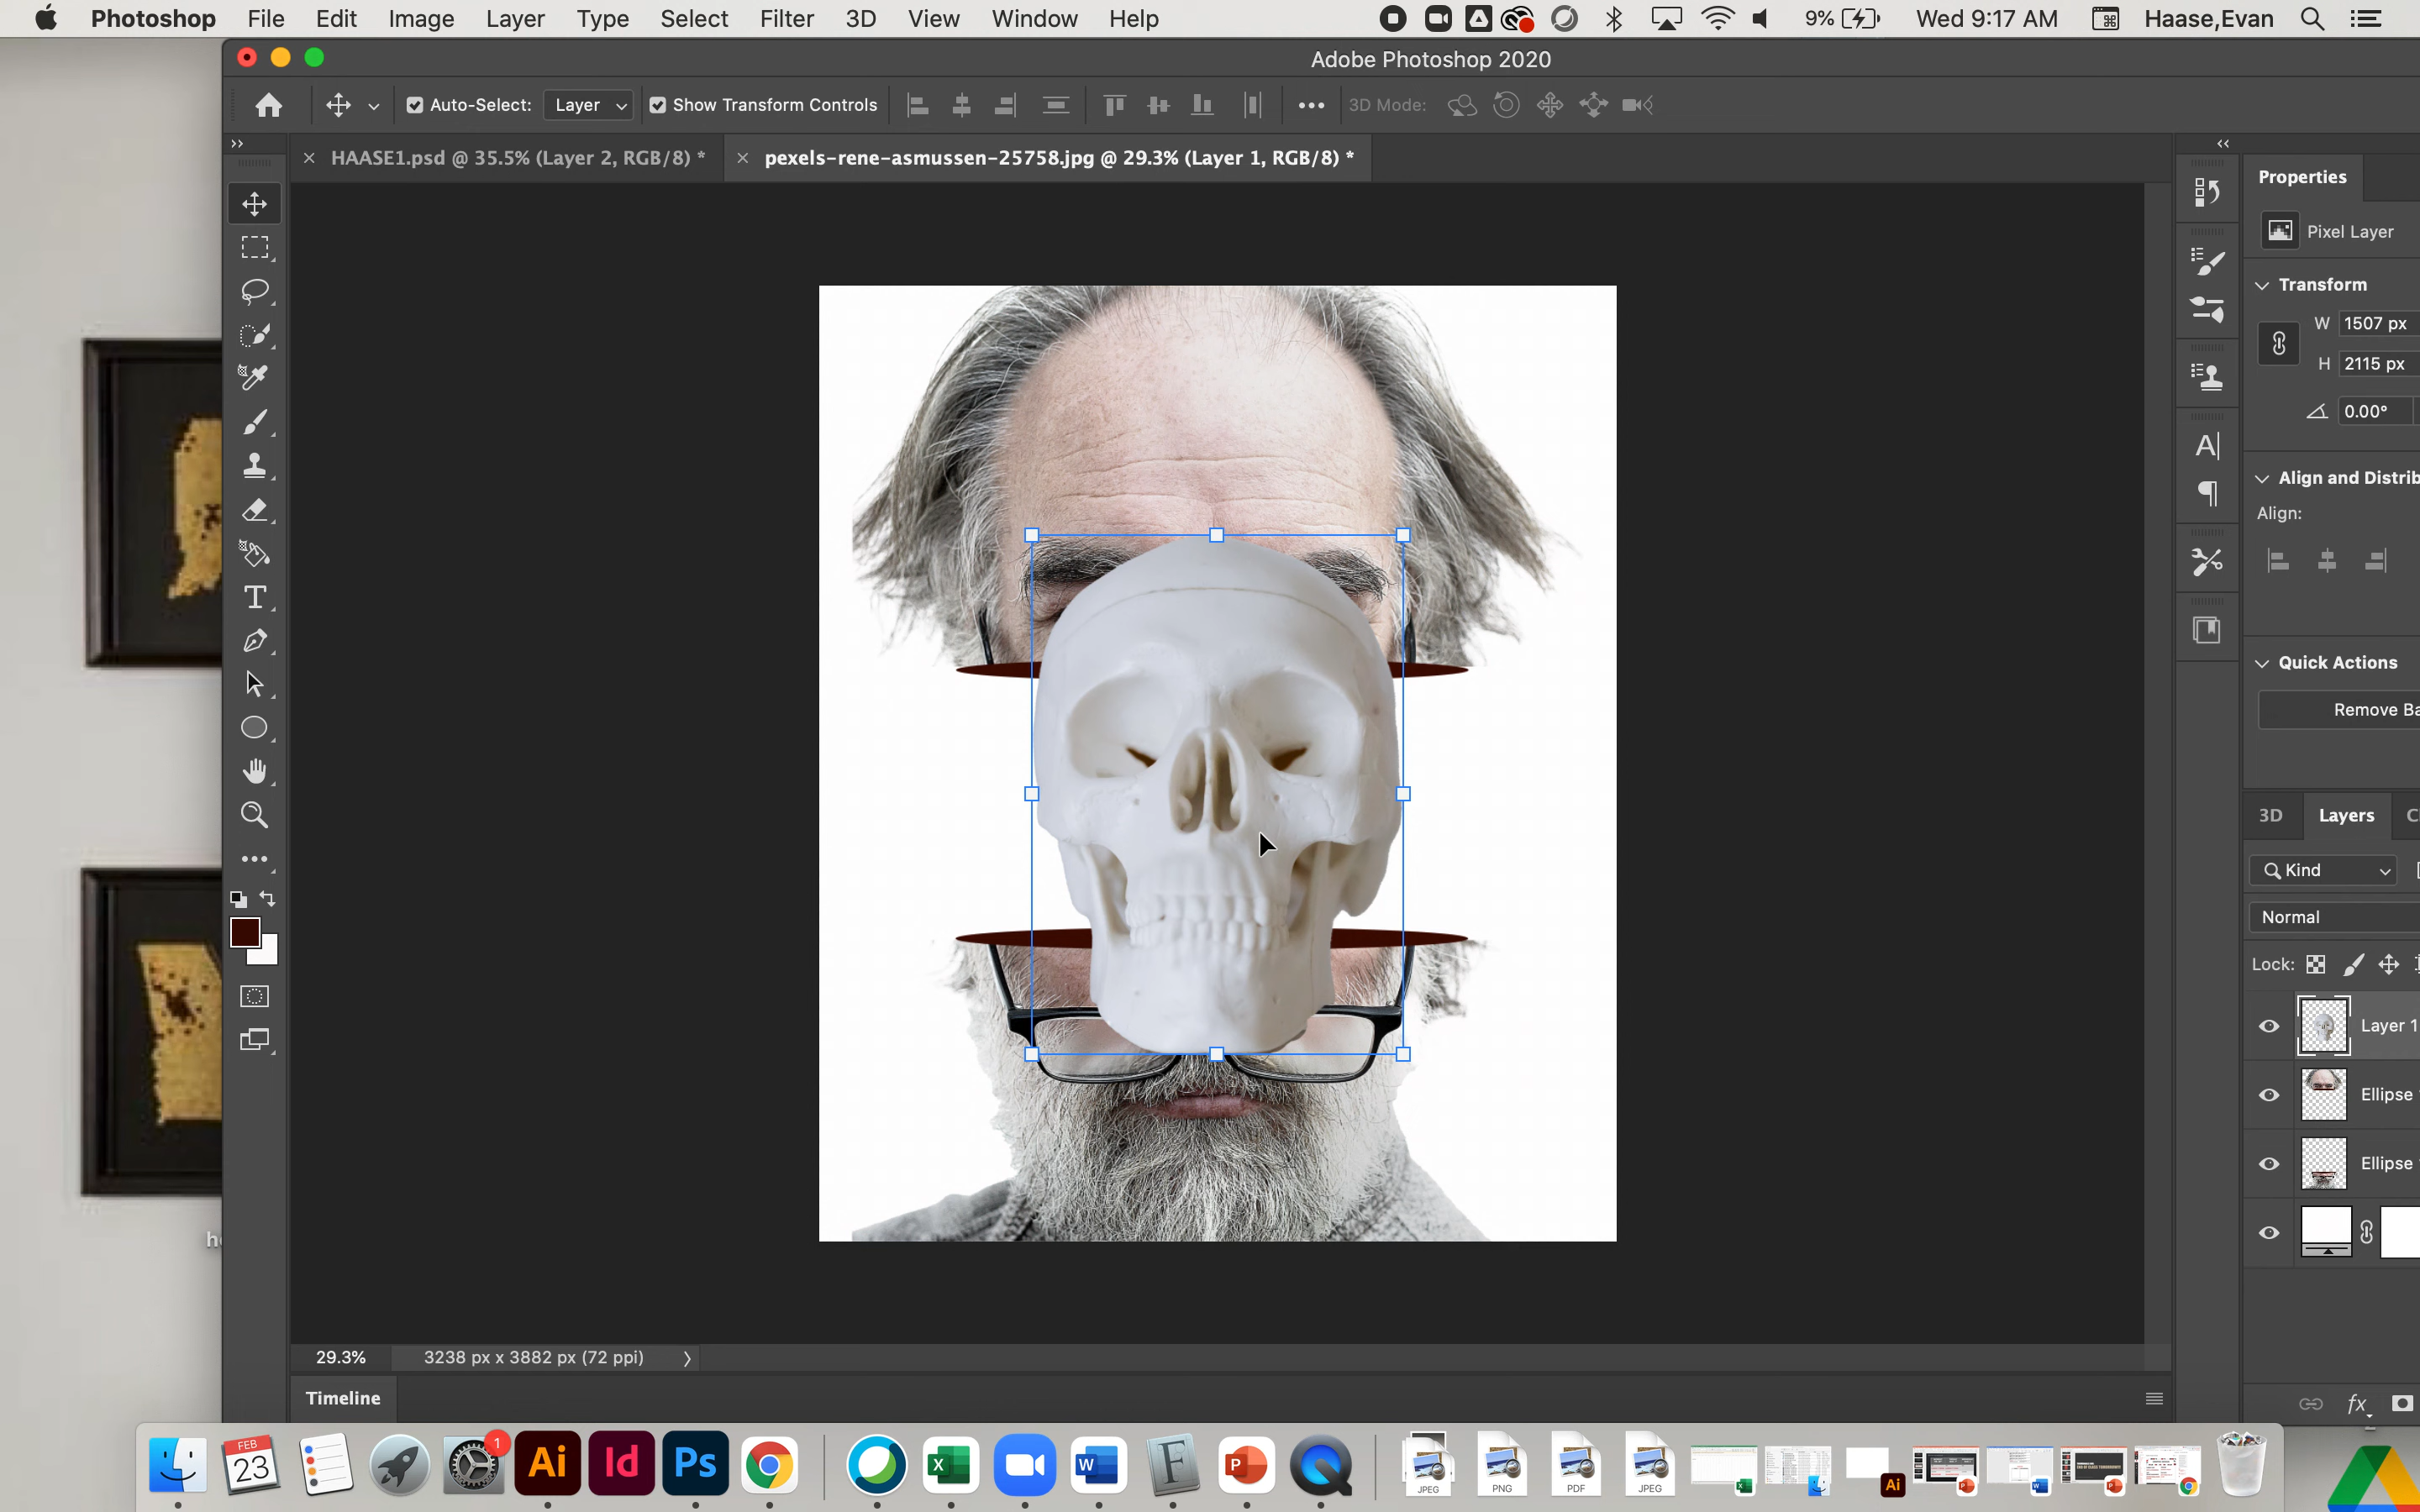 Photoshop File Edit Image Layer Type Select Filter 3D View Window Help 9% Wed 9:17 AM Haase,Evan
Adobe Photoshop 2020
Auto-Select: Layer Show Transform Controls 3D Mode:
× HAASE1.psd @ 35.5% (Layer 2, RGB/8) * × pexels-rene-asmussen-25758.jpg @ 29.3% (Layer 1, RGB/8) *
Properties
Pixel Layer
Transform
W 1507 px
H 2115 px
0.00°
Align and Distrib
Align:
Quick Actions
Remove Ba
3D Layers C
Kind
Normal
Lock:
Layer 1
Ellipse
Ellipse
h
29.3% 3238 px x 3882 px (72 ppi)
Timeline
fx
FEB
23
1
Ai Id Ps X W F P
JPEG PNG PDF JPEG